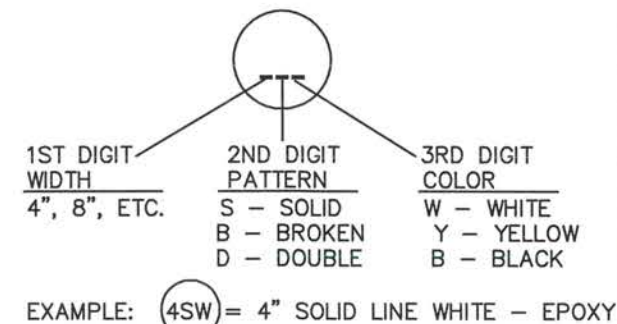 1ST DIGIT 2ND DIGIT 3RD DIGIT
WIDTH PATTERN COLOR
4", 8", ETC. S – SOLID W – WHITE
B – BROKEN Y – YELLOW
D – DOUBLE B – BLACK
EXAMPLE: 4SW = 4" SOLID LINE WHITE – EPOXY